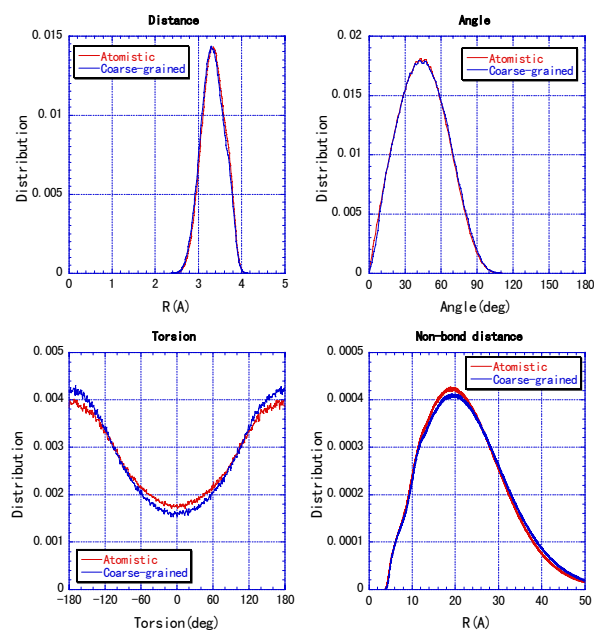 Distance
0.015
0.01
0.005
0
Distribution
Atomistic
Coarse-grained
0 1 2 3 4 5
R(A)
Angle
0.02
0.015
0.01
0.005
0
Distribution
Atomistic
Coarse-grained
0 30 60 90 120 150 180
Angle(deg)
Torsion
0.005
0.004
0.003
0.002
0.001
0
Distribution
Atomistic
Coarse-grained
-180 -120 -60 0 60 120 180
Torsion(deg)
Non-bond distance
0.0005
0.0004
0.0003
0.0002
0.0001
0
Distribution
Atomistic
Coarse-grained
0 10 20 30 40 50
R(A)